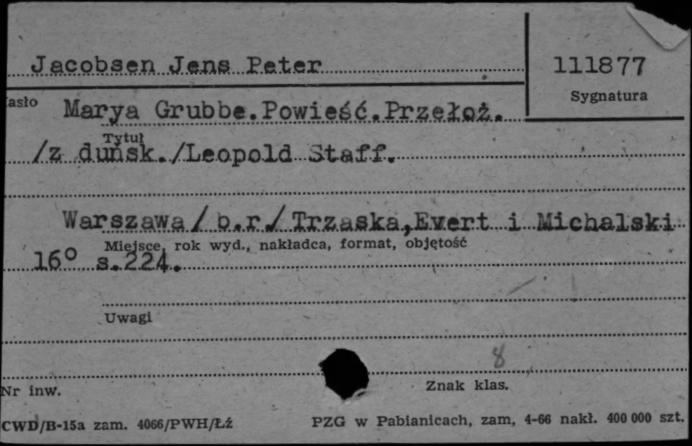 Jacobsen Jens Peter
111877
Sygnatura
asło
Marya Grubbe.Powieść.Przełoż.
Tytuł
/z duńsk./Leopold Staff.
Warszawa/ b.r./ Trzaska,Evert i Michalski
Miejsce, rok wyd., nakładca, format, objętość
16° s.224.
Uwagi
8
Nr inw.
Znak klas.
CWD/B-15a zam. 4066/PWH/Łź
PZG w Pabianicach, zam, 4-66 nakł. 400 000 szt.